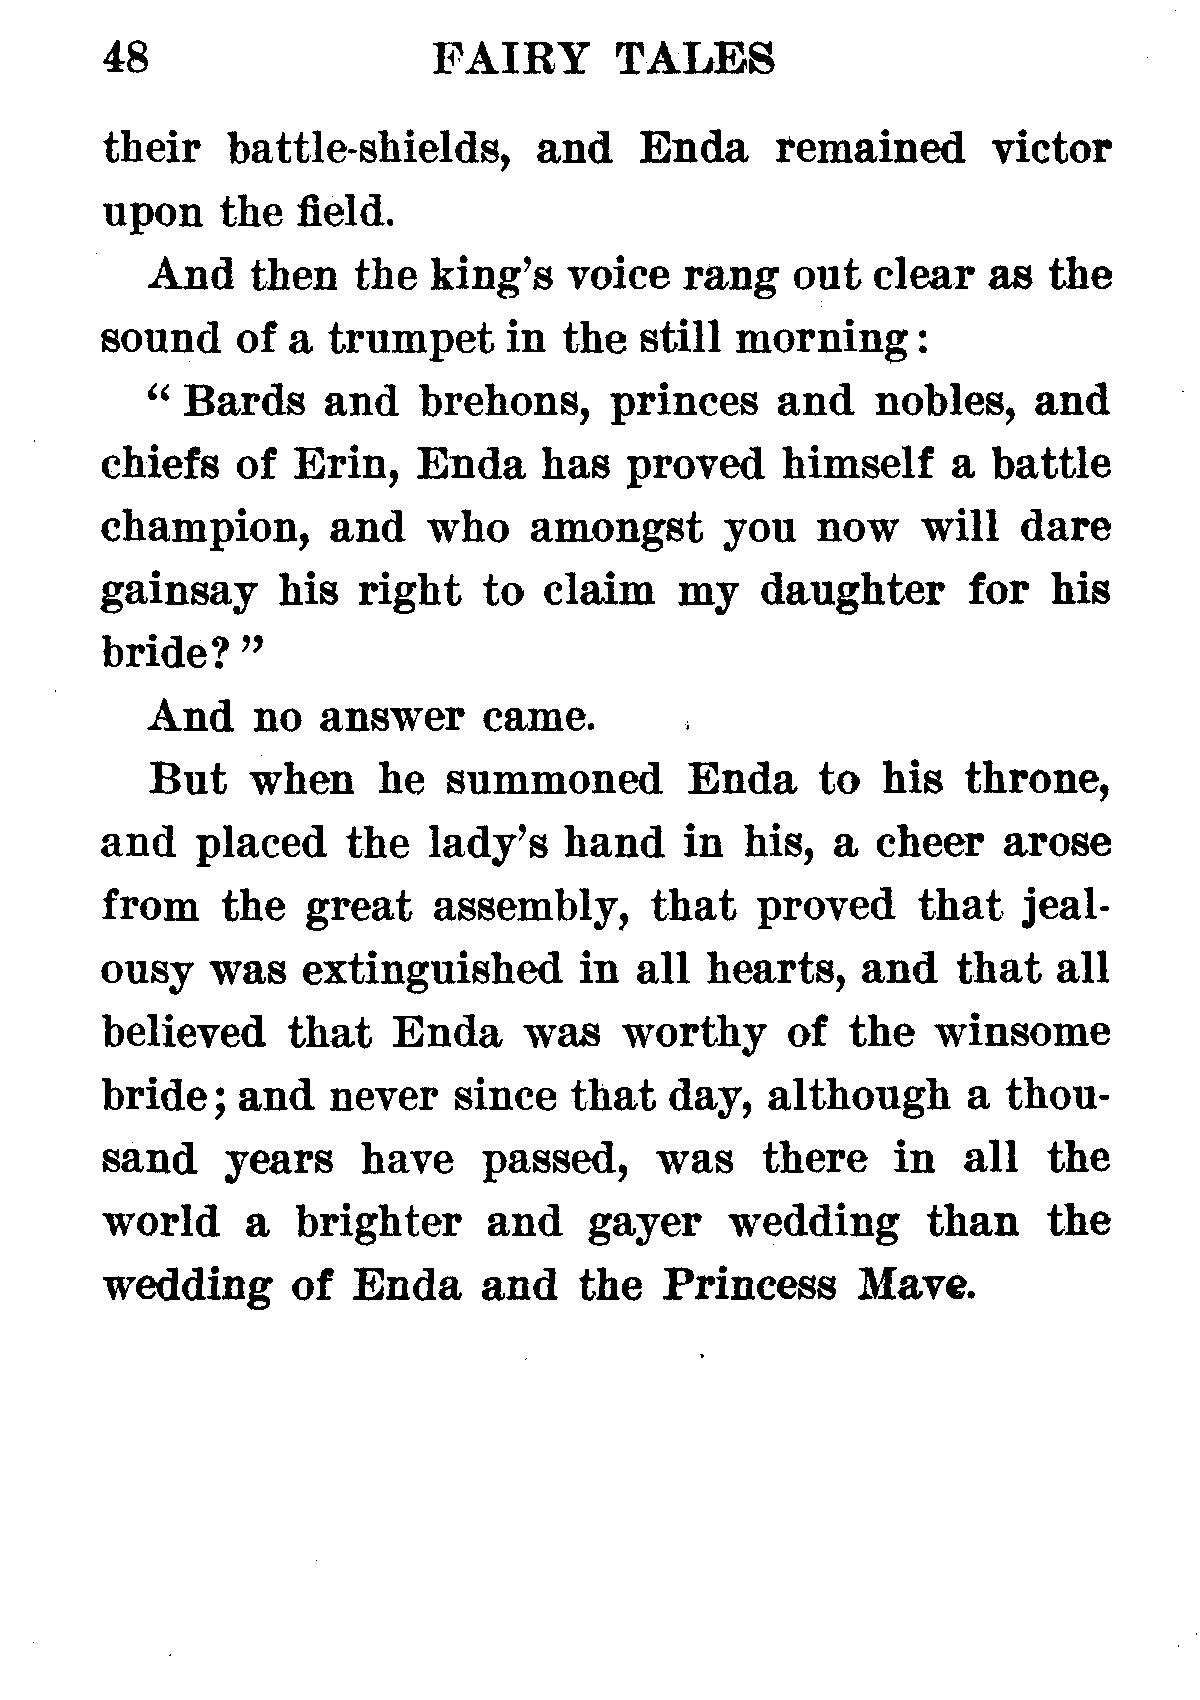 48 FAIRY TALES
their battle-shields, and Enda remained victor
upon the field.
And then the king's voice rang out clear as the
sound of a trumpet in the still morning:
"Bards and brehons, princes and nobles, and
chiefs of Erin, Enda has proved himself a battle
champion, and who amongst you now will dare
gainsay his right to claim my daughter for his
bride?"
And no answer came.
But when he summoned Enda to his throne,
and placed the lady's hand in his, a cheer arose
from the great assembly, that proved that jeal-
ousy was extinguished in all hearts, and that all
believed that Enda was worthy of the winsome
bride; and never since that day, although a thou-
sand years have passed, was there in all the
world a brighter and gayer wedding than the
wedding of Enda and the Princess Mave.